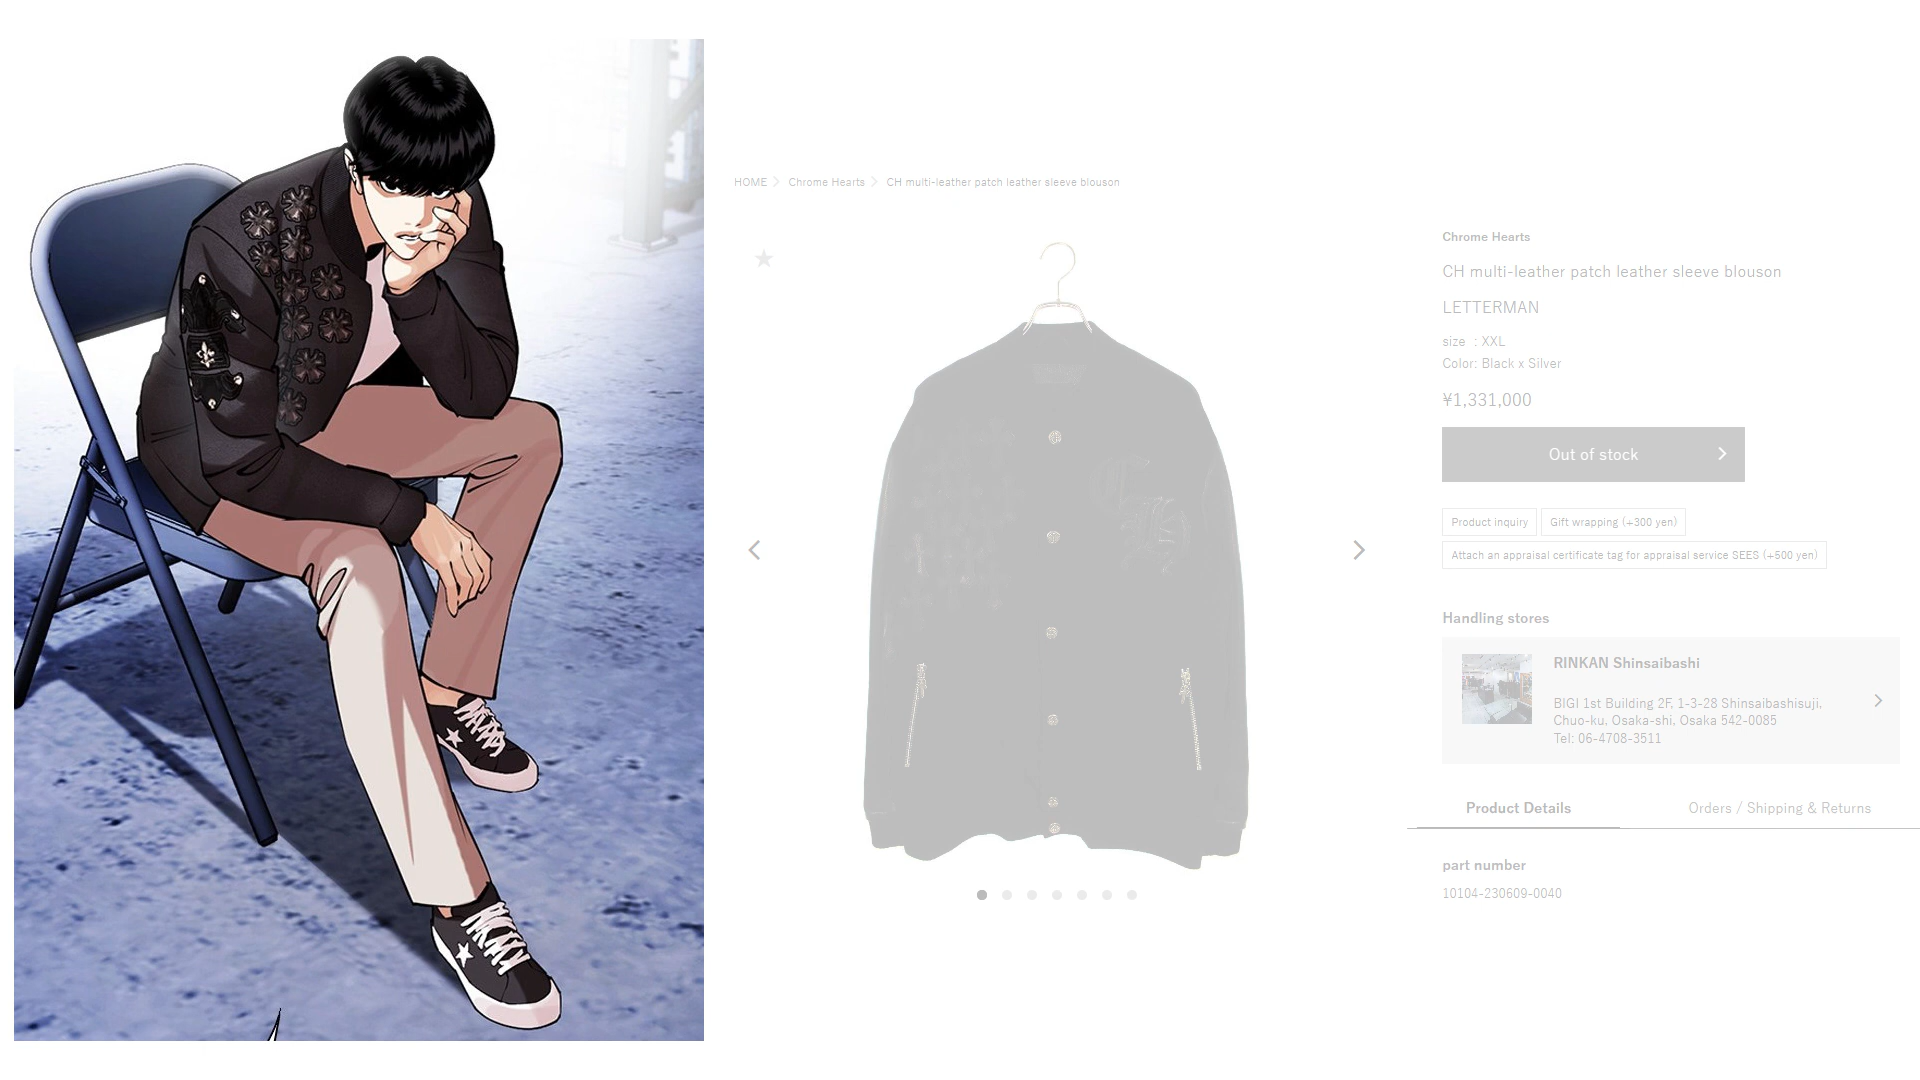 HOME > Chrome Hearts > CH multi-leather patch leather sleeve blouson
Chrome Hearts
CH multi-leather patch leather sleeve blouson
LETTERMAN
size : XXL
Color: Black x Silver
¥1,331,000
Out of stock
Product inquiry
Gift wrapping (+300 yen)
Attach an appraisal certificate tag for appraisal service SEES (+500 yen)
Handling stores
RINKAN Shinsaibashi
BIGI 1st Building 2F, 1-3-28 Shinsaibashisuji,
Chuo-ku, Osaka-shi, Osaka 542-0085
Tel: 06-4708-3511
Product Details
Orders / Shipping & Returns
part number
10104-230609-0040